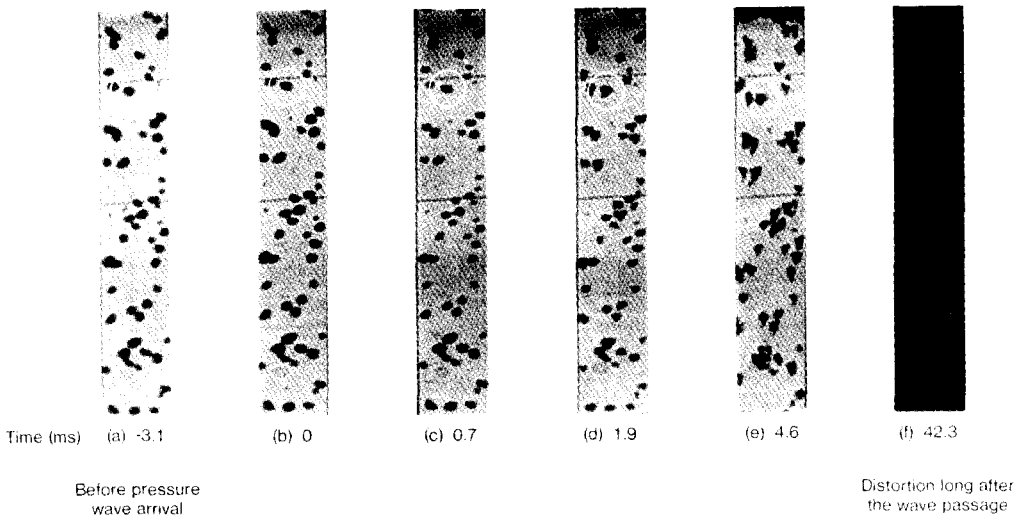 Time (ms) (a) -3.1 (b) 0 (c) 0.7 (d) 1.9 (e) 4.6 (f) 42.3
Before pressure
wave arrival
Distortion long after
the wave passage